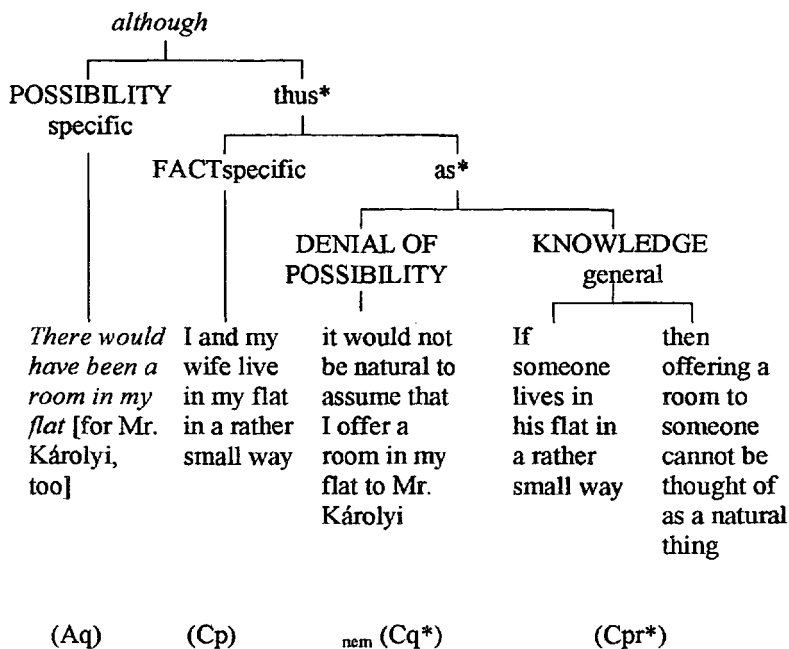 although
POSSIBILITY
specific
thus*
FACTspecific
as*
DENIAL OF
POSSIBILITY
KNOWLEDGE
general
There would
have been a
room in my
flat [for Mr.
Károlyi,
too]
I and my
wife live
in my flat
in a rather
small way
it would not
be natural to
assume that
I offer a
room in my
flat to Mr.
Károlyi
If
someone
lives in
his flat in
a rather
small way
then
offering a
room to
someone
cannot be
thought of
as a natural
thing
(Aq)
(Cp)
nem (Cq*)
(Cpr*)